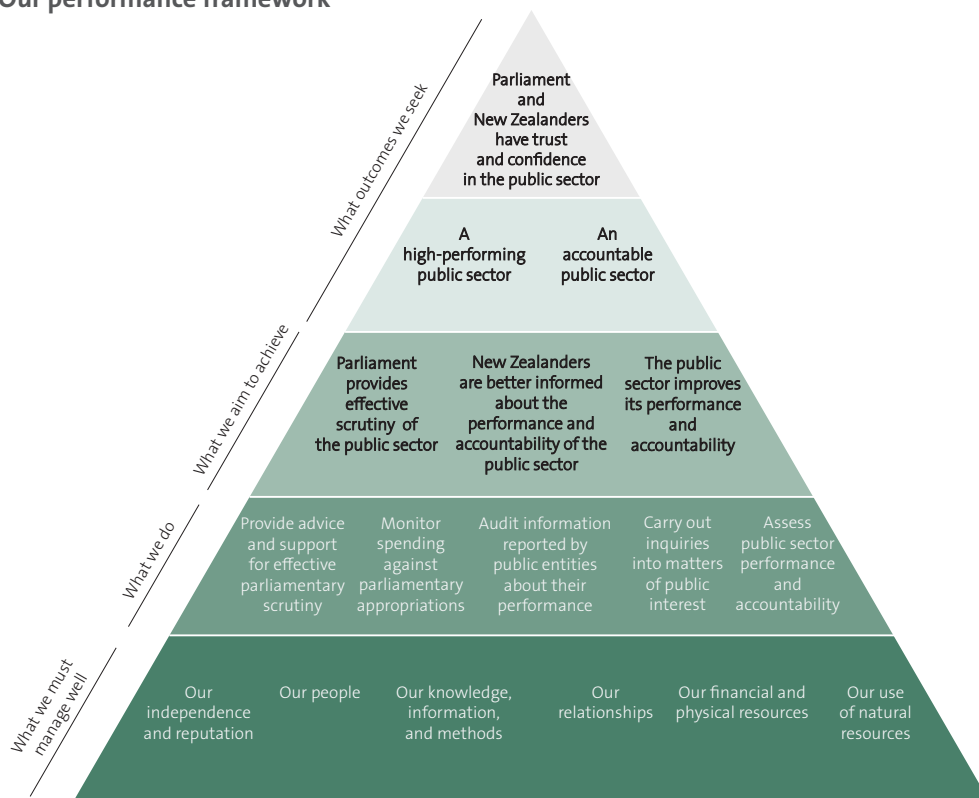 Our performance framework
What outcomes we seek
Parliament
and
New Zealanders
have trust
and confidence
in the public sector
A
high-performing
public sector
An
accountable
public sector
What we aim to achieve
Parliament
provides
effective
scrutiny of
the public sector
New Zealanders
are better informed
about the
performance and
accountability of the
public sector
The public
sector improves
its performance
and
accountability
What we do
Provide advice
and support
for effective
parliamentary
scrutiny
Monitor
spending
against
parliamentary
appropriations
Audit information
reported by
public entities
about their
performance
Carry out
inquiries
into matters
of public
interest
Assess
public sector
performance
and
accountability
What we must
manage well
Our
independence
and reputation
Our people
Our knowledge,
information,
and methods
Our
relationships
Our financial and
physical resources
Our use
of natural
resources